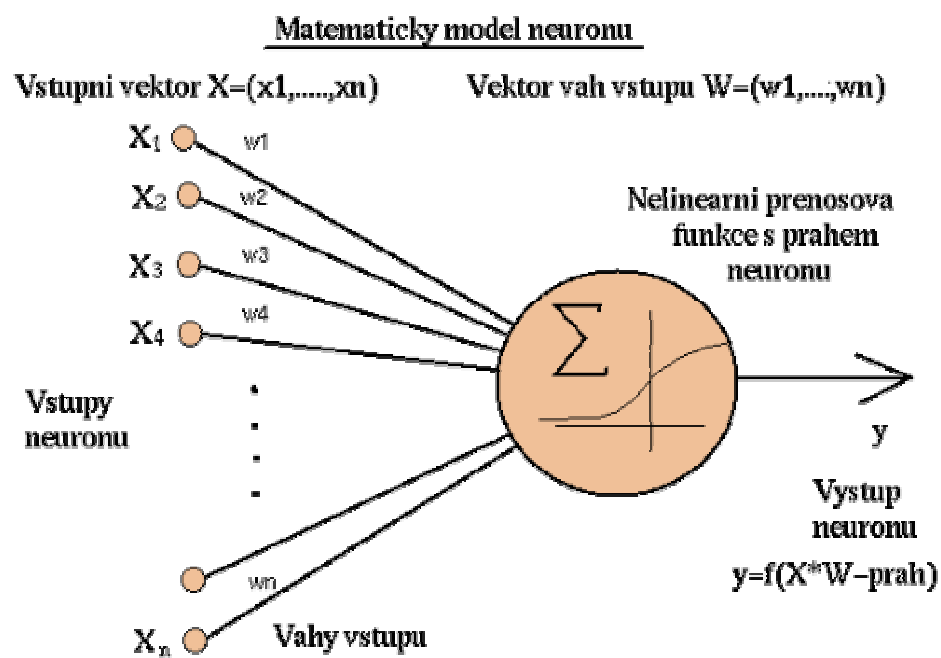 Matematicky model neuronu
Vstupni vektor X=(x1,.....,xn)
Vektor vah vstupu W=(w1,....,wn)
X1
w1
X2
w2
X3
w3
X4
w4
Nelinearni prenosova
funkce s prahem
neuronu
Σ
Vstupy
neuronu
y
Vystup
neuronu
y=f(X*W-prah)
wn
Xn
Vahy vstupu